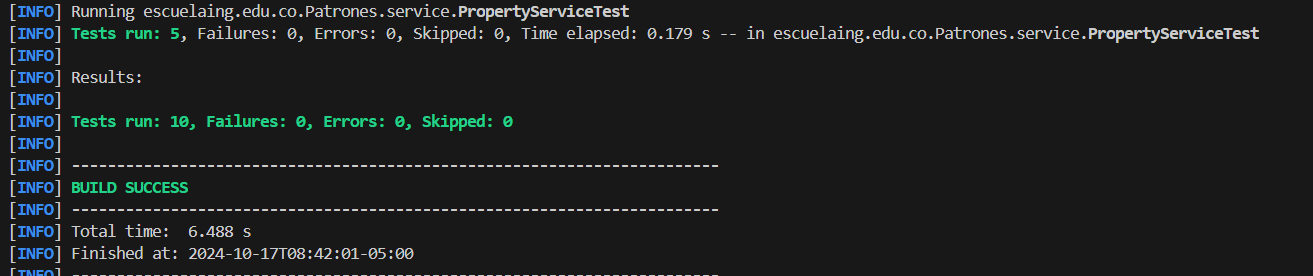 [INFO] Running escuelaing.edu.co.Patrones.service.PropertyServiceTest
[INFO] Tests run: 5, Failures: 0, Errors: 0, Skipped: 0, Time elapsed: 0.179 s -- in escuelaing.edu.co.Patrones.service.PropertyServiceTest
[INFO]
[INFO] Results:
[INFO]
[INFO] Tests run: 10, Failures: 0, Errors: 0, Skipped: 0
[INFO]
[INFO] ------------------------------------------------------------------------
[INFO] BUILD SUCCESS
[INFO] ------------------------------------------------------------------------
[INFO] Total time:  6.488 s
[INFO] Finished at: 2024-10-17T08:42:01-05:00
[INFO] ------------------------------------------------------------------------